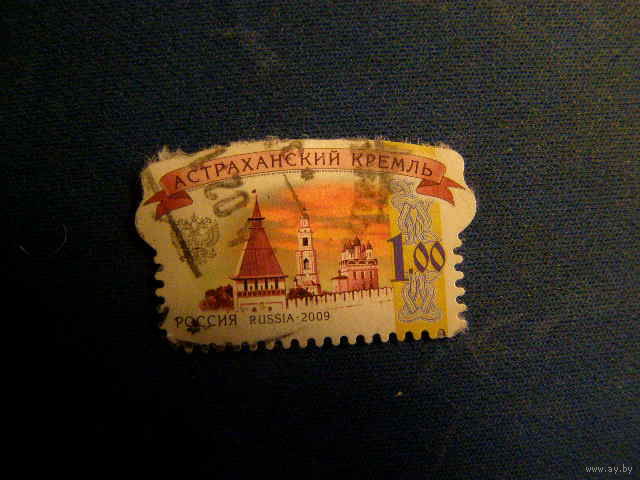 АСТРАХАНСКИЙ КРЕМЛЬ
1.00
РОССИЯ RUSSIA·2009
www.ay.by